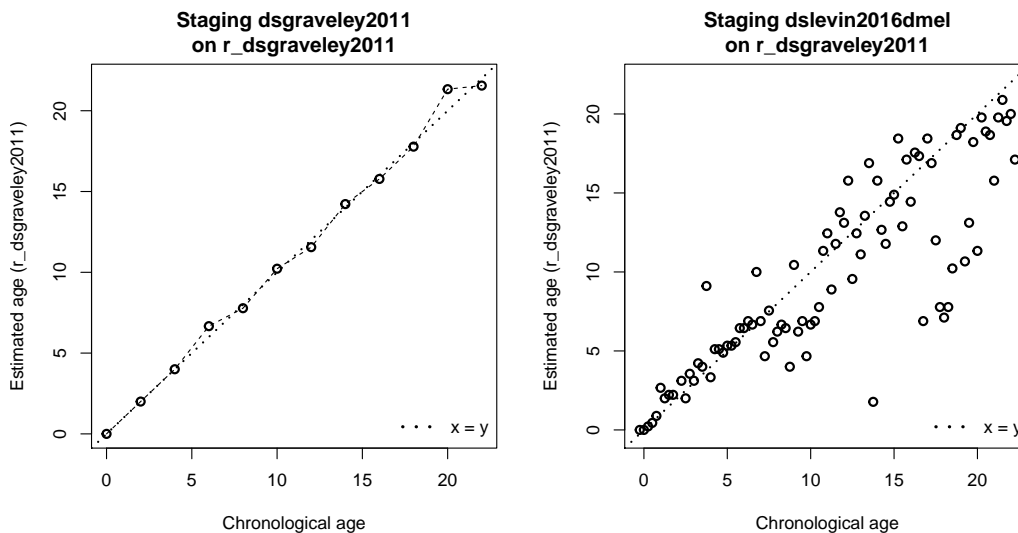 Staging dsgraveley2011
on r_dsgraveley2011
Estimated age (r_dsgraveley2011)
20
15
10
5
0
x = y
0 5 10 15 20
Chronological age
Staging dslevin2016dmel
on r_dsgraveley2011
Estimated age (r_dsgraveley2011)
20
15
10
5
0
x = y
0 5 10 15 20
Chronological age